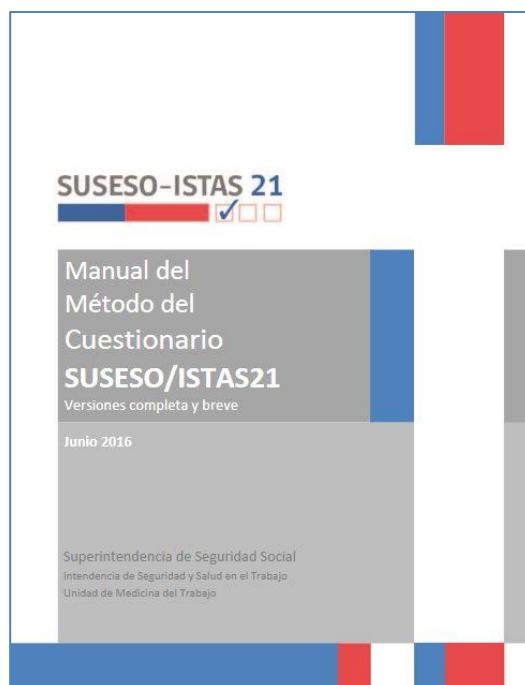 SUSESO-ISTAS 21
Manual del
Método del
Cuestionario
SUSESO/ISTAS21
Versiones completa y breve
Junio 2016
Superintendencia de Seguridad Social
Intendencia de Seguridad y Salud en el Trabajo
Unidad de Medicina del Trabajo